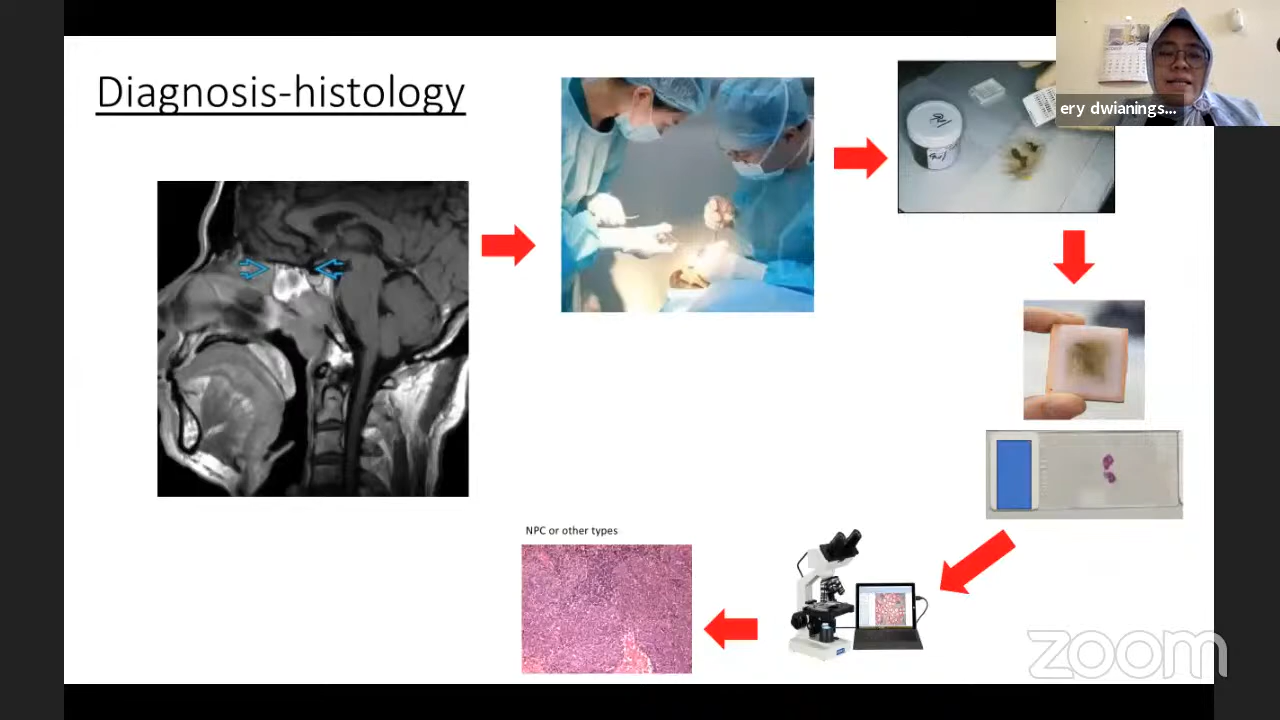 Diagnosis-histology
ery dwianings...
NPC or other types
zoom